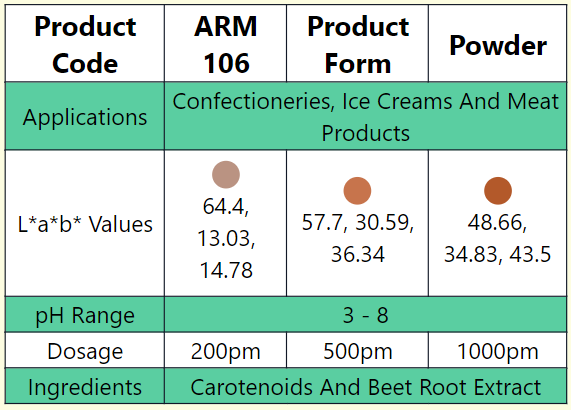 Product Code ARM 106 Product Form Powder
Applications Confectioneries, Ice Creams And Meat Products
L*a*b* Values 64.4, 13.03, 14.78 57.7, 30.59, 36.34 48.66, 34.83, 43.5
pH Range 3 - 8
Dosage 200pm 500pm 1000pm
Ingredients Carotenoids And Beet Root Extract